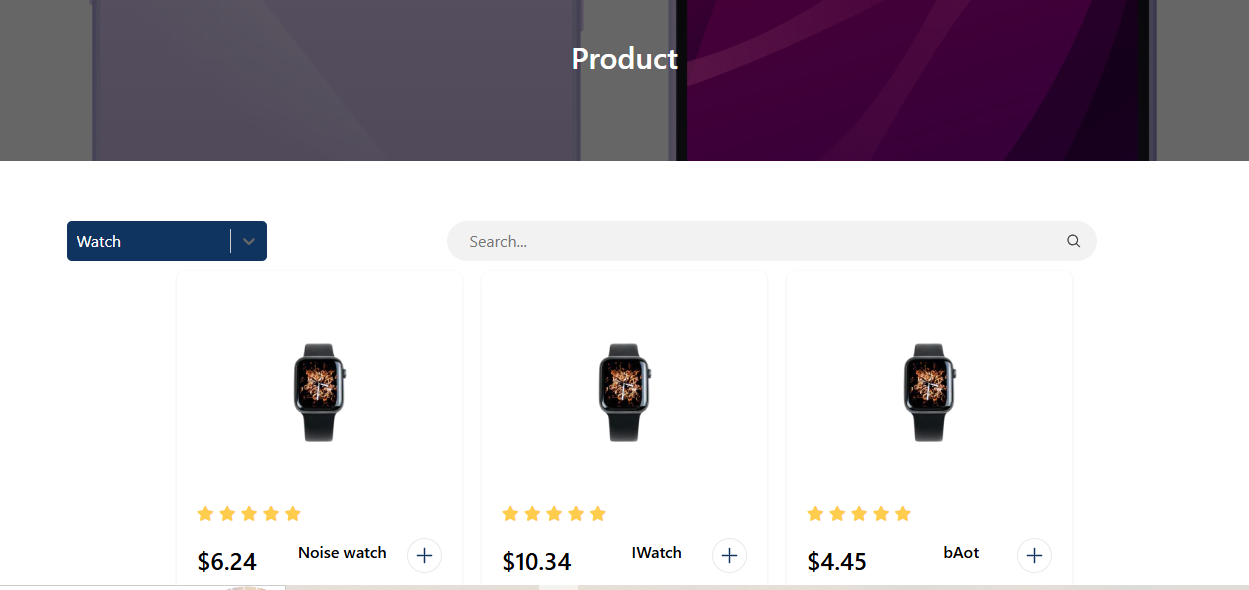 Product
Watch
Search...
$6.24 Noise watch
$10.34 IWatch
$4.45 bAot